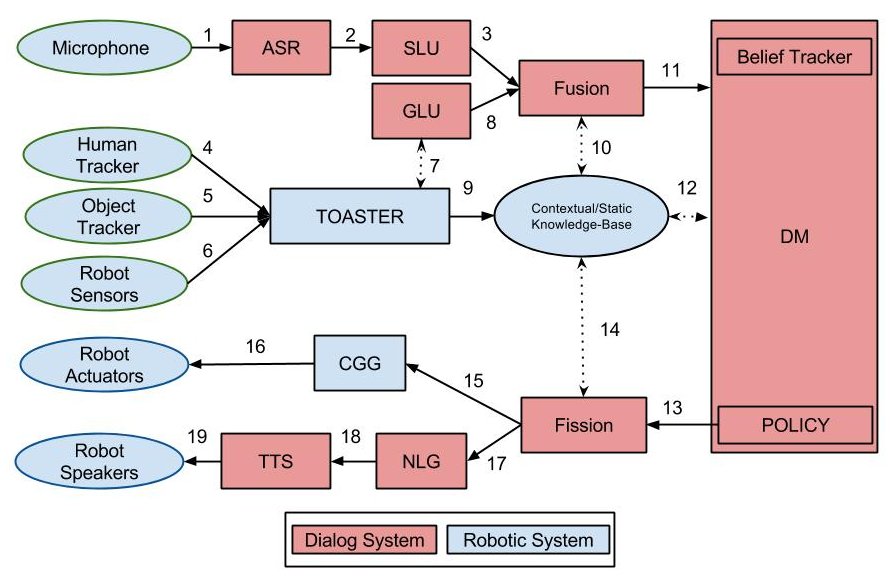 Microphone
1
ASR
2
SLU
3
GLU
8
Fusion
11
Belief Tracker
Human
Tracker
4
Object
Tracker
5
Robot
Sensors
6
7
TOASTER
9
10
Contextual/Static
Knowledge-Base
12
DM
14
Robot
Actuators
16
CGG
15
Fission
13
POLICY
Robot
Speakers
19
TTS
18
NLG
17
Dialog System
Robotic System